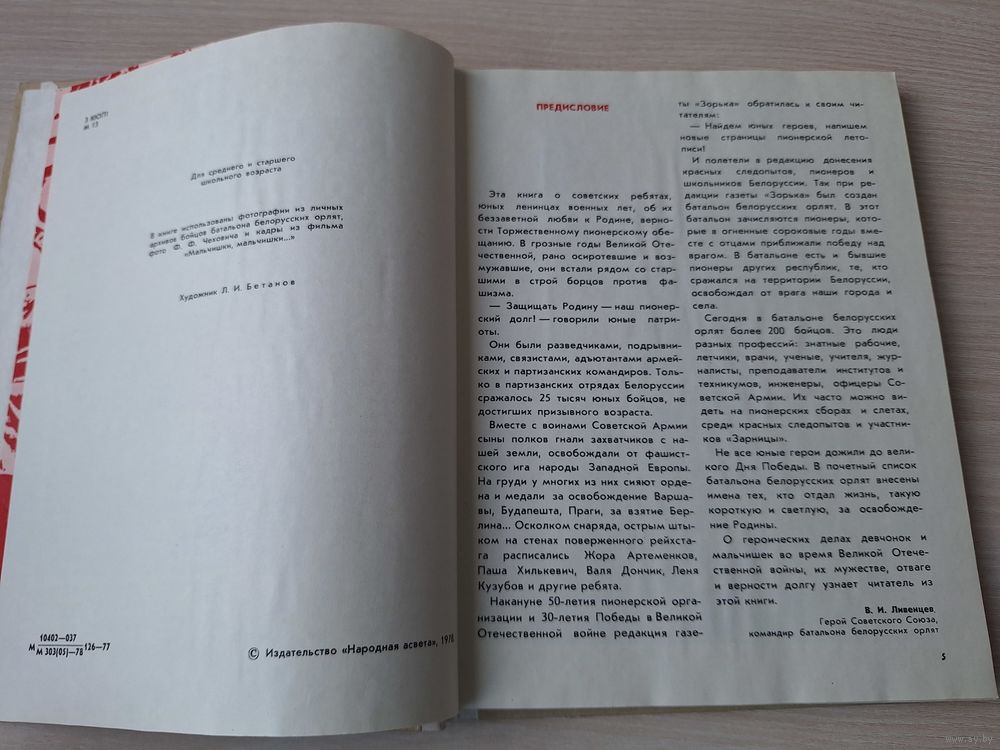 3 КЮП1
М 13
Для среднего и старшего
школьного возраста
В книге использованы фотографии из личных
архивов бойцов батальона белорусских орлят,
фото Ф. Ф. Чеховича и кадры из фильма
«Мальчишки, мальчишки...»
Художник Л. И. Бетанов
М 10402—037
М 303(05)—78 126—77
© Издательство «Народная асвета», 1978
ПРЕДИСЛОВИЕ
Эта книга о советских ребятах,
юных ленинцах военных лет, об их
беззаветной любви к Родине, верно-
сти Торжественному пионерскому обе-
щанию. В грозные годы Великой Оте-
чественной, рано осиротевшие и воз-
мужавшие, они встали рядом со стар-
шими в строй борцов против фа-
шизма.
— Защищать Родину — наш пионер-
ский долг! — говорили юные патри-
оты.
Они были разведчиками, подрывни-
ками, связистами, адъютантами армей-
ских и партизанских командиров. Толь-
ко в партизанских отрядах Белоруссии
сражалось 25 тысяч юных бойцов, не
достигших призывного возраста.
Вместе с воинами Советской Армии
сыны полков гнали захватчиков с на-
шей земли, освобождали от фашист-
ского ига народы Западной Европы.
На груди у многих из них сияют орде-
на и медали за освобождение Варша-
вы, Будапешта, Праги, за взятие Бер-
лина... Осколком снаряда, острым шты-
ком на стенах поверженного рейхста-
га расписались Жора Артеменков,
Паша Хилькевич, Валя Дончик, Леня
Кузубов и другие ребята.
Накануне 50-летия пионерской орга-
низации и 30-летия Победы в Великой
Отечественной войне редакция газе-
ты «Зорька» обратилась к своим чи-
тателям:
— Найдем юных героев, напишем
новые страницы пионерской лето-
писи!
И полетели в редакцию донесения
красных следопытов, пионеров и
школьников Белоруссии. Так при ре-
дакции газеты «Зорька» был создан
батальон белорусских орлят. В этот
батальон зачисляются пионеры, кото-
рые в огненные сороковые годы вме-
сте с отцами приближали победу над
врагом. В батальоне есть и бывшие
пионеры других республик, те, кто
сражался на территории Белоруссии,
освобождал от врага наши города и
села.
Сегодня в батальоне белорусских
орлят более 200 бойцов. Это люди
разных профессий: знатные рабочие,
летчики, врачи, ученые, учителя, жур-
налисты, преподаватели институтов и
техникумов, инженеры, офицеры Со-
ветской Армии. Их часто можно ви-
деть на пионерских сборах и слетах,
среди красных следопытов и участни-
ков «Зарницы».
Не все юные герои дожили до вели-
кого Дня Победы. В почетный список
батальона белорусских орлят внесены
имена тех, кто отдал жизнь, такую
короткую и светлую, за освобожде-
ние Родины.
О героических делах девчонок и
мальчишек во время Великой Отече-
ственной войны, их мужестве, отваге
и верности долгу узнает читатель из
этой книги.
В. И. Ливенцев,
Герой Советского Союза,
командир батальона белорусских орлят
5
www.ay.by